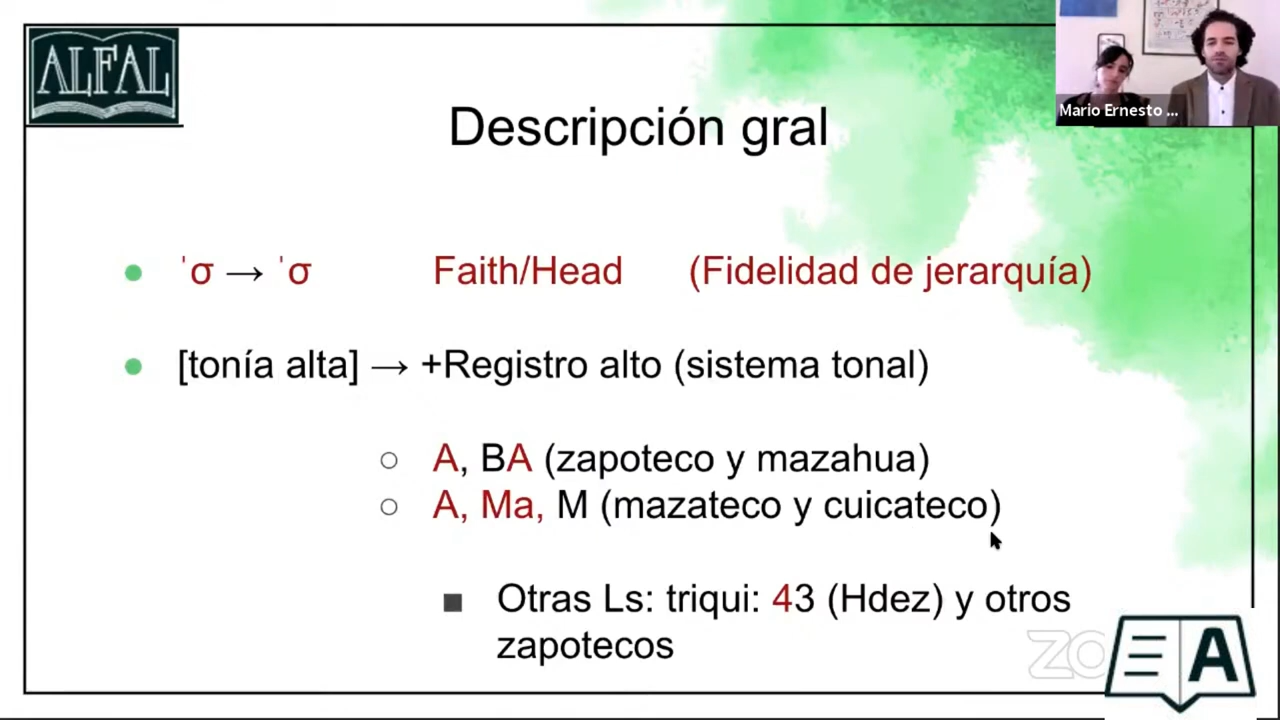 ALFAL
Mario Ernesto ...
Descripción gral
ˈσ → ˈσ Faith/Head (Fidelidad de jerarquía)
[tonía alta] → +Registro alto (sistema tonal)
A, BA (zapoteco y mazahua)
A, Ma, M (mazateco y cuicateco)
Otras Ls: triqui: 43 (Hdez) y otros
zapotecos
A